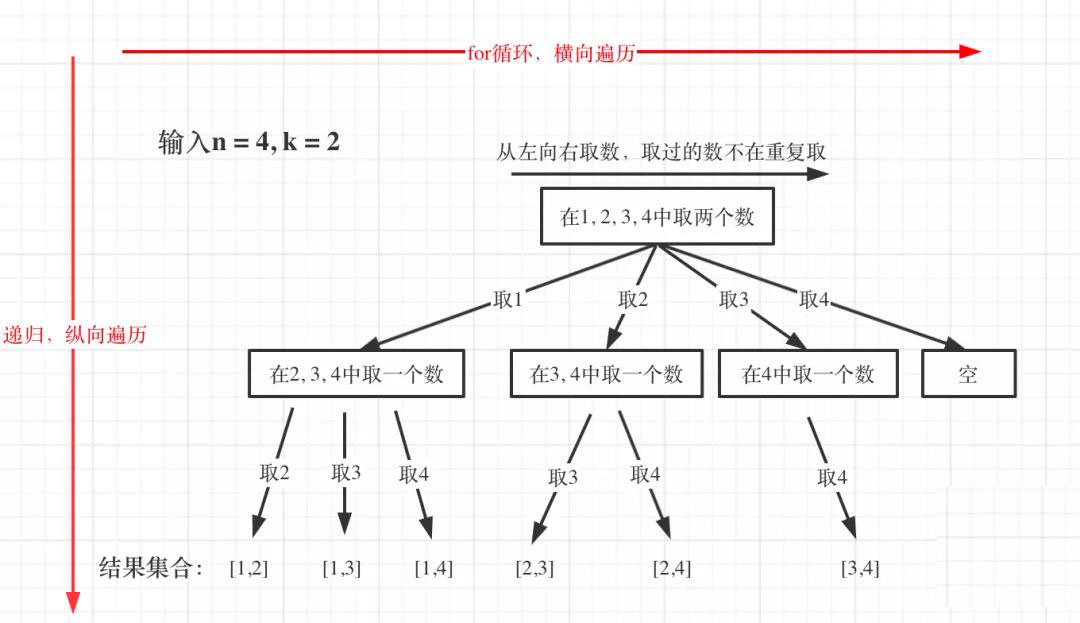 for循环，横向遍历
输入n = 4, k = 2
从左向右取数，取过的数不在重复取
在1, 2, 3, 4中取两个数
取1
取2
取3
取4
递归，纵向遍历
在2, 3, 4中取一个数
在3, 4中取一个数
在4中取一个数
空
取2
取3
取4
取3
取4
取4
结果集合： [1,2] [1,3] [1,4] [2,3] [2,4] [3,4]